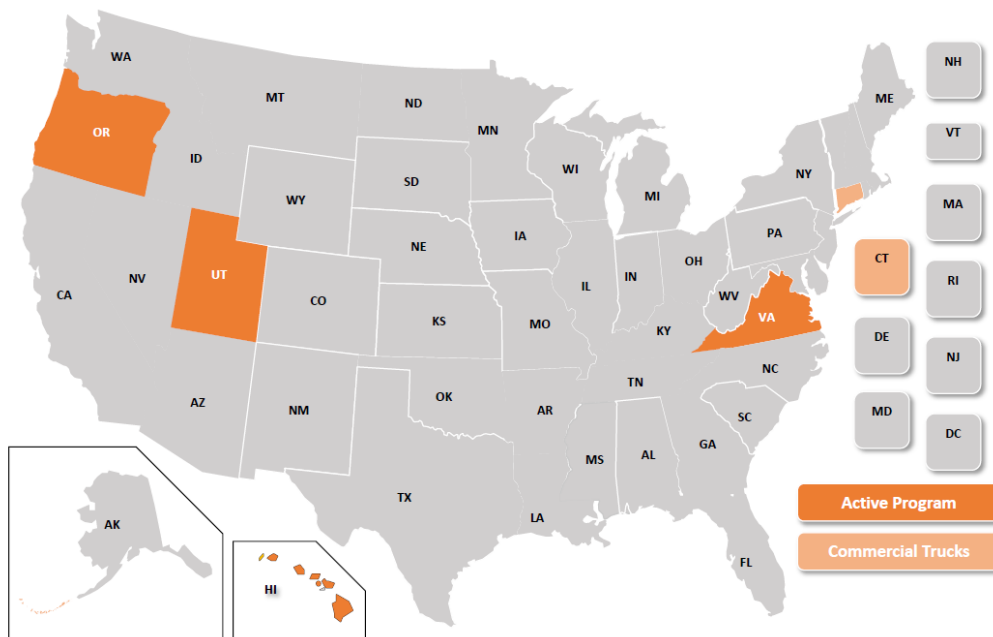 WA
OR
MT
ND
MN
ID
WY
SD
WI
MI
NY
ME
NH
VT
MA
NV
UT
CO
NE
IA
IL
IN
OH
PA
CT
RI
CA
KS
MO
KY
WV
VA
DE
NJ
AZ
NM
OK
AR
TN
NC
SC
MD
DC
TX
LA
MS
AL
GA
FL
AK
HI
Active Program
Commercial Trucks